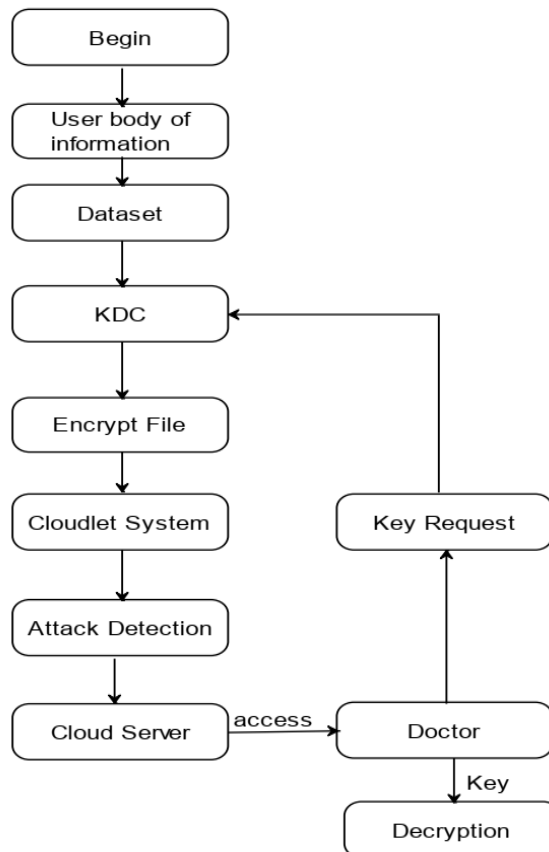 Begin
User body of
information
Dataset
KDC
Encrypt File
Cloudlet System
Key Request
Attack Detection
Cloud Server
access
Doctor
Key
Decryption